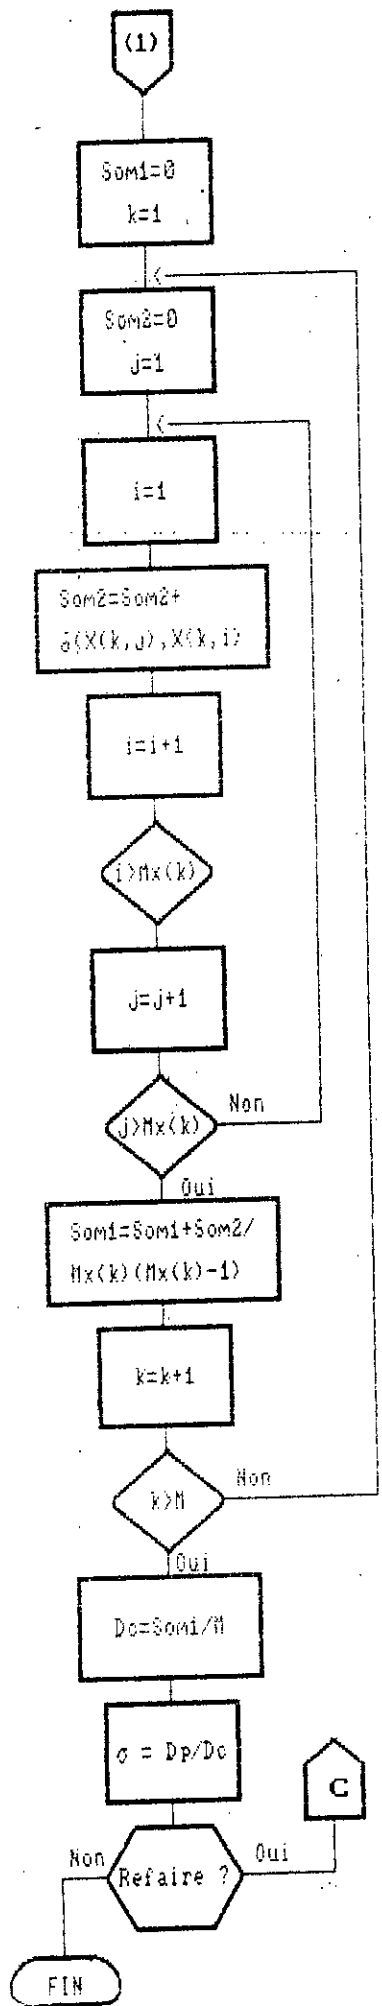 (1)
Som1=0
k=1
Som2=0
j=1
i=1
Som2=Som2+
∂(X(k,j),X(k,i)
i=i+1
i>Mx(k)
j=j+1
j>Mx(k)
Non
Oui
Som1=Som1+Som2/
Mx(k)(Mx(k)-1)
k=k+1
k>M
Non
Oui
Dc=Som1/M
σ = Dp/Dc
C
Non
Refaire ?
Oui
FIN